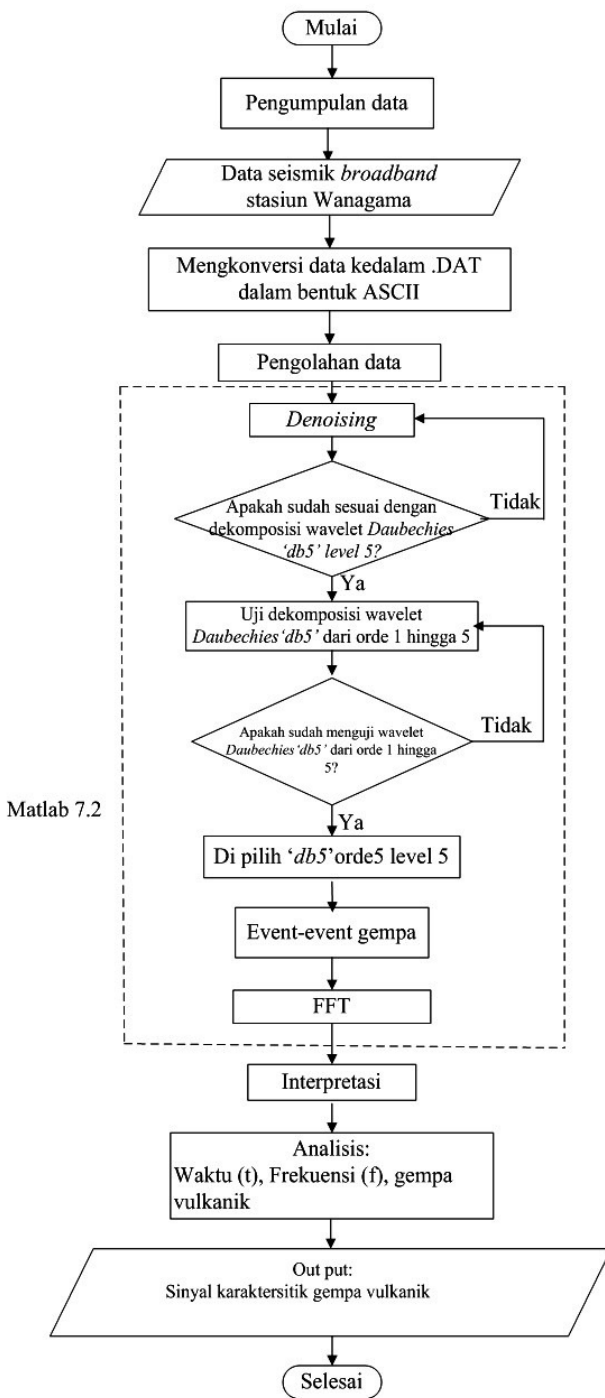 Mulai
Pengumpulan data
Data seismik broadband
stasiun Wanagama
Mengkonversi data kedalam .DAT
dalam bentuk ASCII
Pengolahan data
Denoising
Apakah sudah sesuai dengan
dekomposisi wavelet Daubechies
'db5' level 5?
Tidak
Ya
Uji dekomposisi wavelet
Daubechies'db5' dari orde 1 hingga 5
Apakah sudah menguji wavelet
Daubechies'db5' dari orde 1 hingga
5?
Tidak
Ya
Matlab 7.2
Di pilih 'db5'orde5 level 5
Event-event gempa
FFT
Interpretasi
Analisis:
Waktu (t), Frekuensi (f), gempa
vulkanik
Out put:
Sinyal karaktersitik gempa vulkanik
Selesai